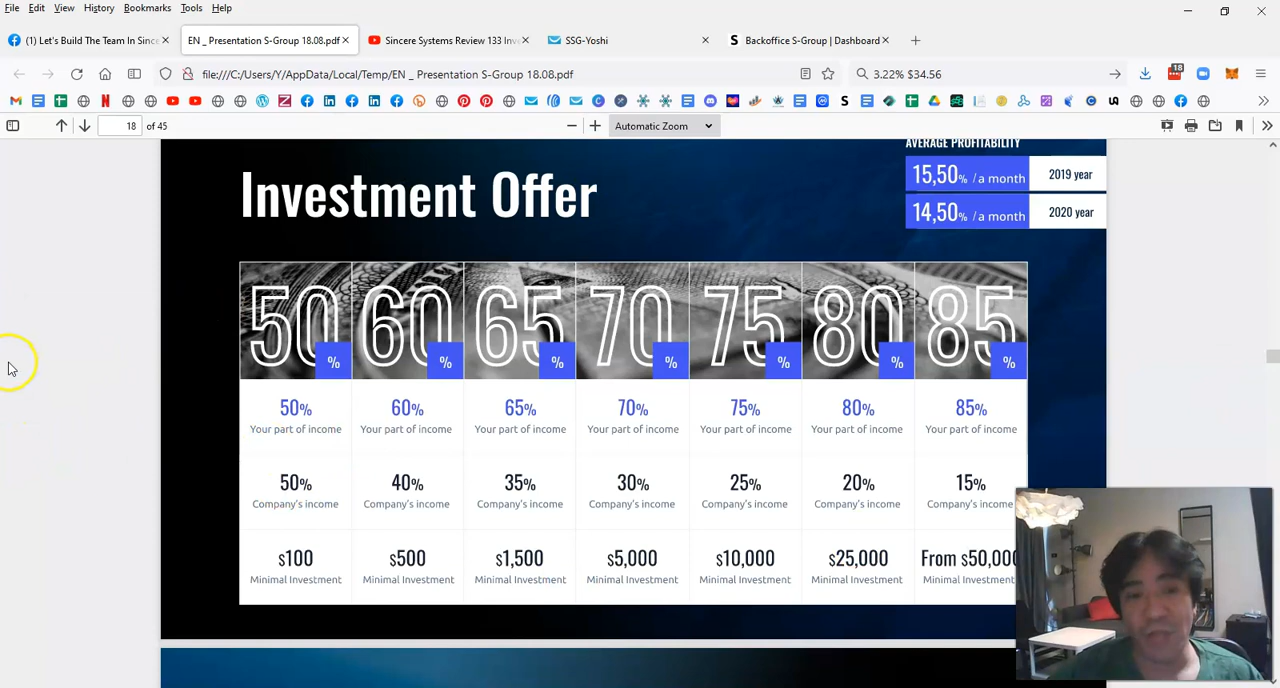 File Edit View History Bookmarks Tools Help
(1) Let's Build The Team In Since
EN _ Presentation S-Group 18.08.pdf
Sincere Systems Review 133 Inve
SSG-Yoshi
Backoffice S-Group | Dashboard
file:///C:/Users/Y/AppData/Local/Temp/EN _ Presentation S-Group 18.08.pdf
3.22% $34.56
18
18 of 45
Automatic Zoom
AVERAGE PROFITABILITY
15,50% / a month 2019 year
14,50% / a month 2020 year
Investment Offer
50% 60% 65% 70% 75% 80% 85%
50% 60% 65% 70% 75% 80% 85%
Your part of income Your part of income Your part of income Your part of income Your part of income Your part of income Your part of income
50% 40% 35% 30% 25% 20% 15%
Company's income Company's income Company's income Company's income Company's income Company's income Company's income
$100 $500 $1,500 $5,000 $10,000 $25,000 From $50,000
Minimal Investment Minimal Investment Minimal Investment Minimal Investment Minimal Investment Minimal Investment Minimal Investment